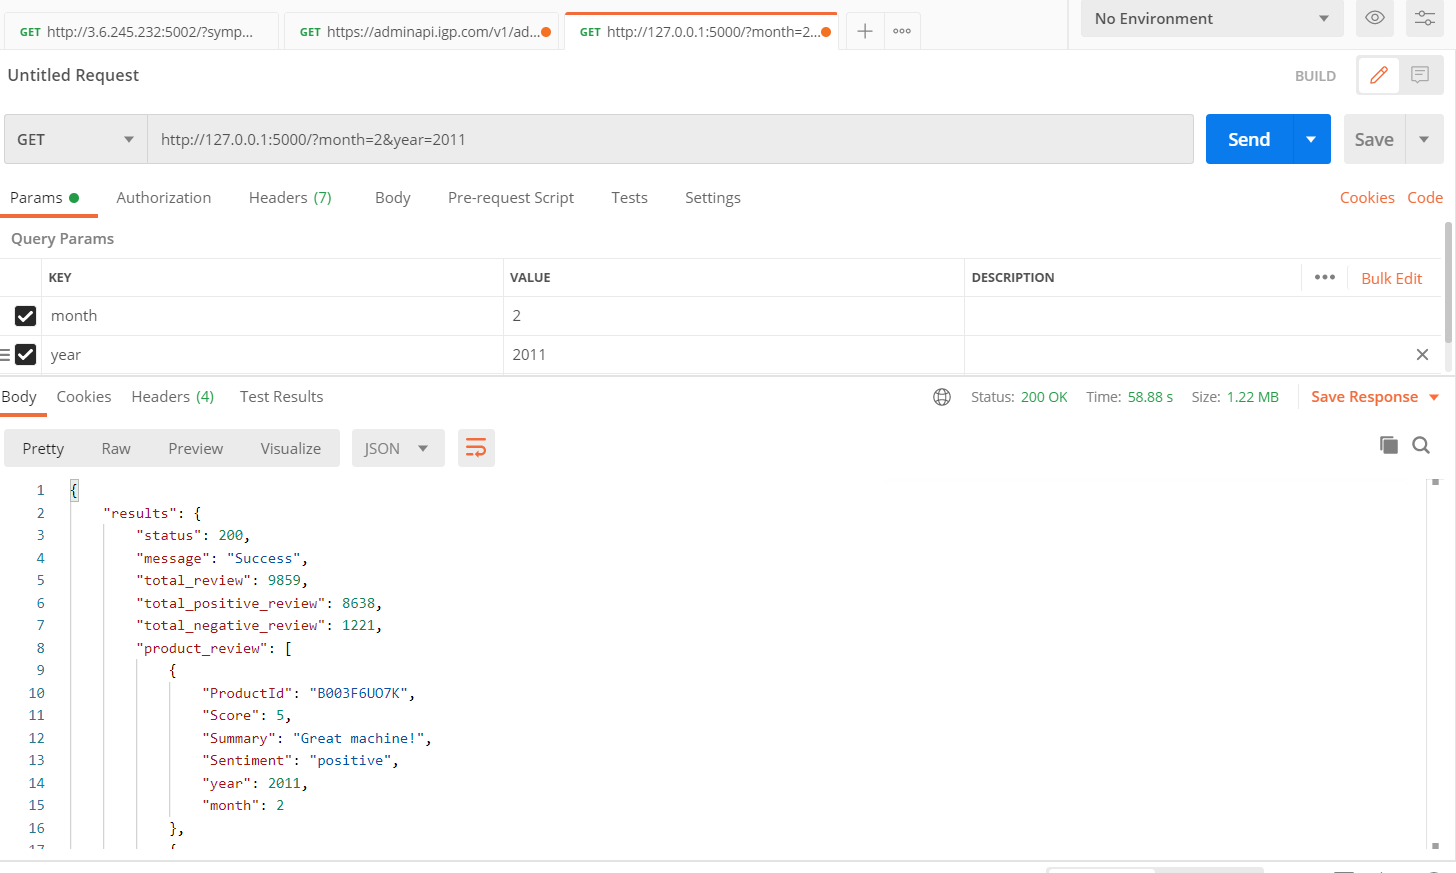 GET http://3.6.245.232:5002/?symp... GET https://adminapi.igp.com/v1/ad... GET http://127.0.0.1:5000/?month=2... No Environment
Untitled Request BUILD
GET http://127.0.0.1:5000/?month=2&year=2011 Send Save
Params Authorization Headers (7) Body Pre-request Script Tests Settings Cookies Code
Query Params
KEY VALUE DESCRIPTION ••• Bulk Edit
month 2
year 2011
Body Cookies Headers (4) Test Results Status: 200 OK Time: 58.88 s Size: 1.22 MB Save Response
Pretty Raw Preview Visualize JSON
1 {
2 "results": {
3 "status": 200,
4 "message": "Success",
5 "total_review": 9859,
6 "total_positive_review": 8638,
7 "total_negative_review": 1221,
8 "product_review": [
9 {
10 "ProductId": "B003F6UO7K",
11 "Score": 5,
12 "Summary": "Great machine!",
13 "Sentiment": "positive",
14 "year": 2011,
15 "month": 2
16 },
17 {